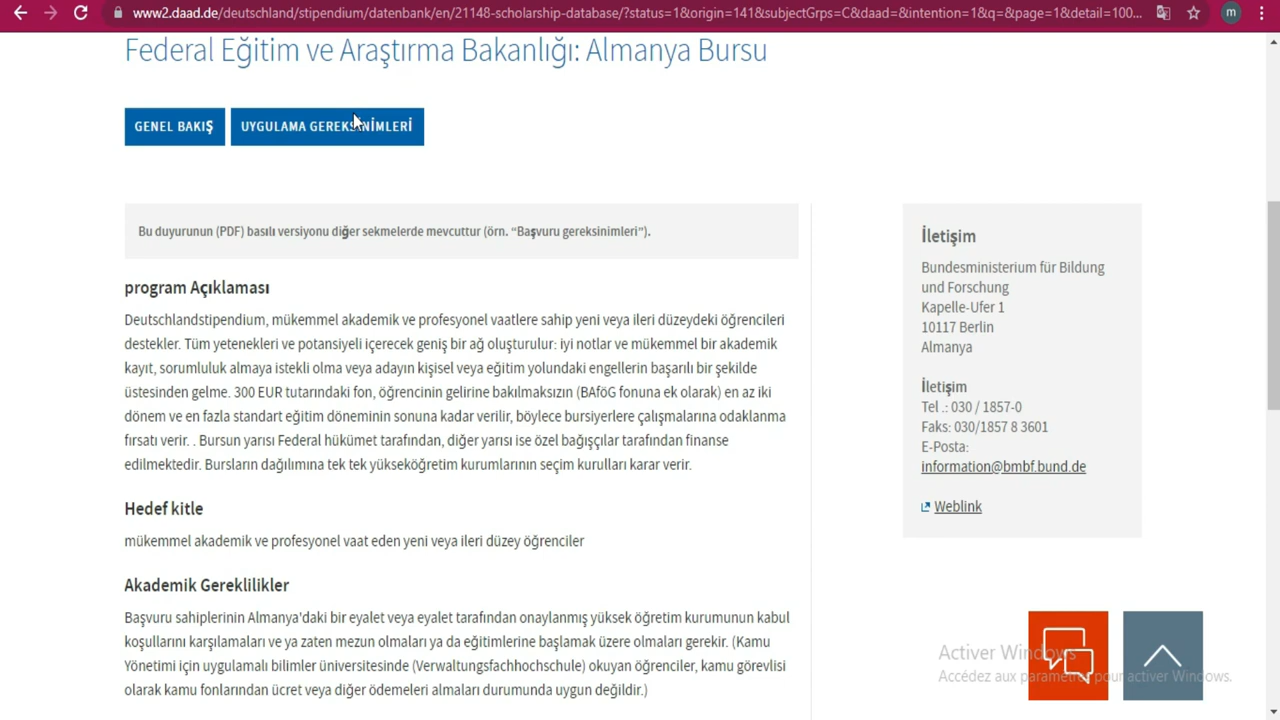 www2.daad.de/deutschland/stipendium/datenbank/en/21148-scholarship-database/?status=1&origin=141&subjectGrps=C&daad=&intention=1&q=&page=1&detail=100...
m
Federal Eğitim ve Araştırma Bakanlığı: Almanya Bursu
GENEL BAKIŞ
UYGULAMA GEREKSİNİMLERİ
Bu duyurunun (PDF) basılı versiyonu diğer sekmelerde mevcuttur (örn. “Başvuru gereksinimleri”).
program Açıklaması
Deutschlandstipendium, mükemmel akademik ve profesyonel vaatlere sahip yeni veya ileri düzeydeki öğrencileri
destekler. Tüm yetenekleri ve potansiyeli içerecek geniş bir ağ oluşturulur: iyi notlar ve mükemmel bir akademik
kayıt, sorumluluk almaya istekli olma veya adayın kişisel veya eğitim yolundaki engellerin başarılı bir şekilde
üstesinden gelme. 300 EUR tutarındaki fon, öğrencinin gelirine bakılmaksızın (BAföG fonuna ek olarak) en az iki
dönem ve en fazla standart eğitim döneminin sonuna kadar verilir, böylece bursiyerlere çalışmalarına odaklanma
fırsatı verir. . Bursun yarısı Federal hükümet tarafından, diğer yarısı ise özel bağışçılar tarafından finanse
edilmektedir. Bursların dağılımına tek tek yükseköğretim kurumlarının seçim kurulları karar verir.
Hedef kitle
mükemmel akademik ve profesyonel vaat eden yeni veya ileri düzey öğrenciler
Akademik Gereklilikler
Başvuru sahiplerinin Almanya'daki bir eyalet veya eyalet tarafından onaylanmış yüksek öğretim kurumunun kabul
koşullarını karşılamaları ve ya zaten mezun olmaları ya da eğitimlerine başlamak üzere olmaları gerekir. (Kamu
Yönetimi için uygulamalı bilimler üniversitesinde (Verwaltungsfachhochschule) okuyan öğrenciler, kamu görevlisi
olarak kamu fonlarından ücret veya diğer ödemeleri almaları durumunda uygun değildir.)
İletişim
Bundesministerium für Bildung
und Forschung
Kapelle-Ufer 1
10117 Berlin
Almanya
İletişim
Tel .: 030 / 1857-0
Faks: 030/1857 8 3601
E-Posta:
information@bmbf.bund.de
Weblink
Activer Windows
Accédez aux paramètres pour activer Windows.